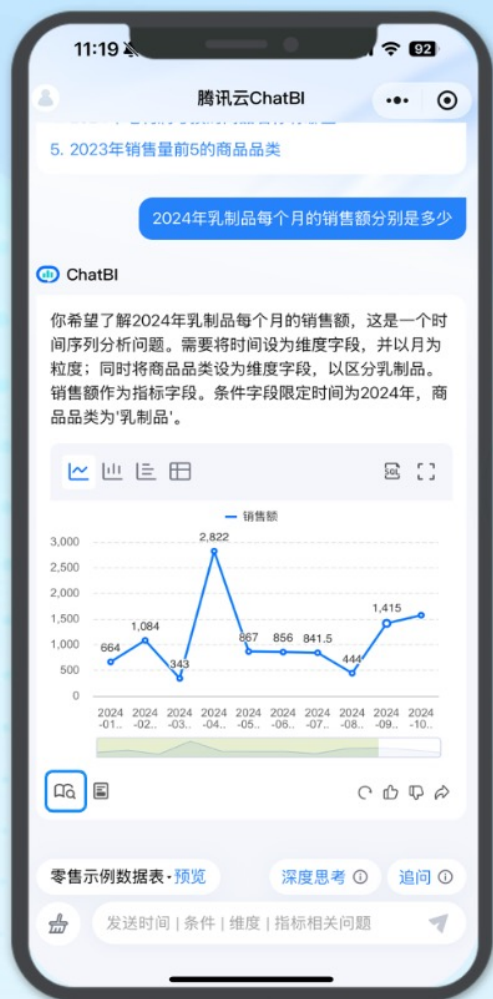 11:19
92
腾讯云ChatBI
5. 2023年销售量前5的商品品类
2024年乳制品每个月的销售额分别是多少
ChatBI
你希望了解2024年乳制品每个月的销售额，这是一个时
间序列分析问题。需要将时间设为维度字段，并以月为
粒度；同时将商品品类设为维度字段，以区分乳制品。
销售额作为指标字段。条件字段限定时间为2024年，商
品品类为'乳制品'。
SQL
销售额
3,000
2,500
2,000
1,500
1,000
500
0
664
1,084
343
2,822
867
856
841.5
444
1,415
2024 2024 2024 2024 2024 2024 2024 2024 2024 2024
-01.. -02.. -03.. -04.. -05.. -06.. -07.. -08.. -09.. -10..
零售示例数据表·预览
深度思考
追问
发送时间 | 条件 | 维度 | 指标相关问题